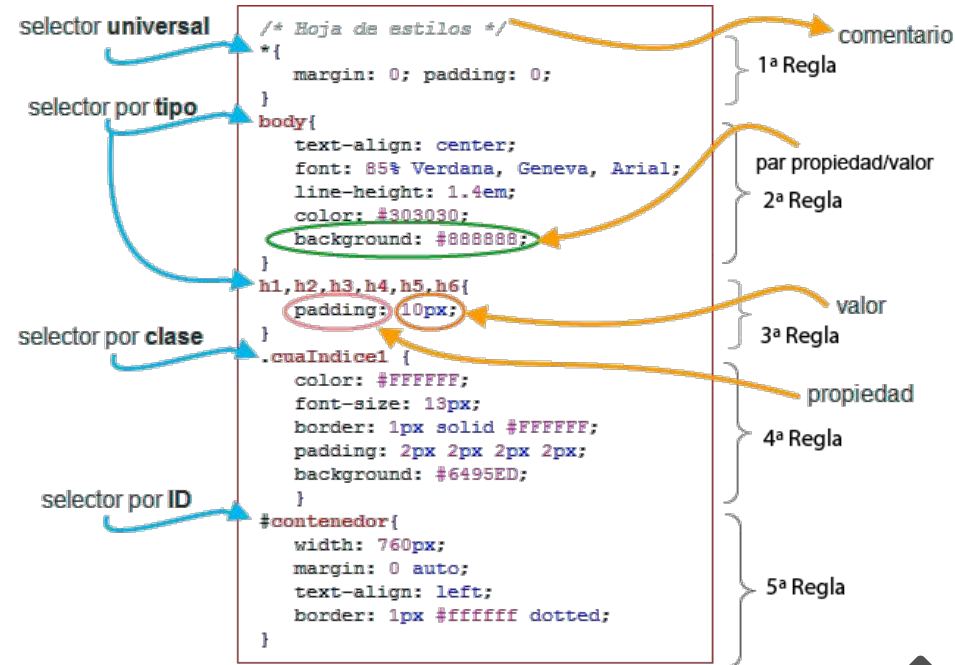 selector universal
/* Hoja de estilos */
comentario
*{
margin: 0; padding: 0;
1ª Regla
}
selector por tipo
body{
text-align: center;
font: 85% Verdana, Geneva, Arial;
par propiedad/valor
line-height: 1.4em;
2ª Regla
color: #303030;
background: #888888;
}
h1,h2,h3,h4,h5,h6{
padding: 10px;
valor
}
3ª Regla
selector por clase
.cuaIndice1 {
color: #FFFFFF;
propiedad
font-size: 13px;
border: 1px solid #FFFFFF;
4ª Regla
padding: 2px 2px 2px 2px;
background: #6495ED;
}
selector por ID
#contenedor{
width: 760px;
margin: 0 auto;
5ª Regla
text-align: left;
border: 1px #ffffff dotted;
}